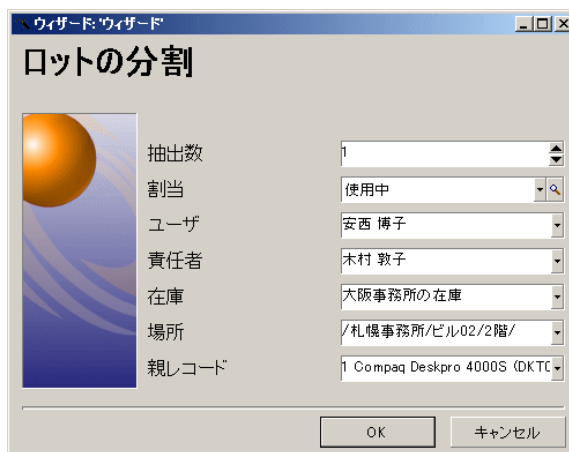 ウィザード: 'ウィザード'
ロットの分割
抽出数 1
割当 使用中
ユーザ 安西 博子
責任者 木村 敦子
在庫 大阪事務所の在庫
場所 /札幌事務所/ビル02/2階/
親レコード 1 Compaq Deskpro 4000S (DKTC
OK キャンセル